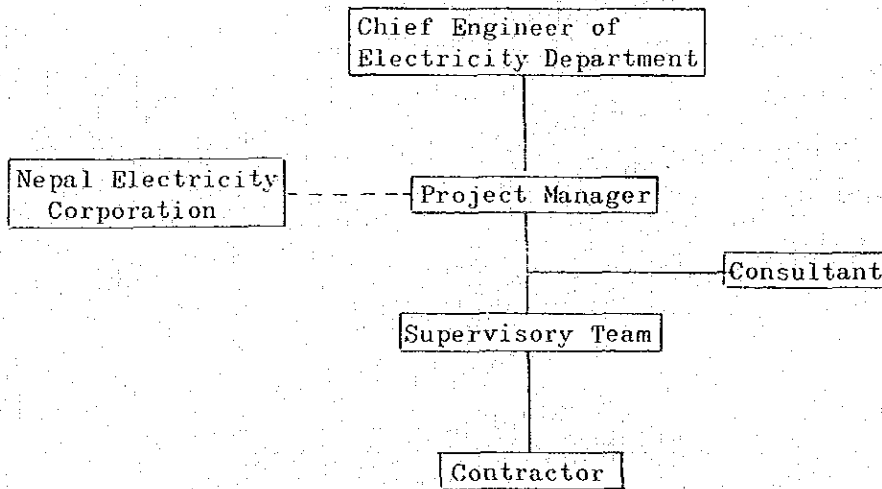 Chief Engineer of
Electricity Department
Nepal Electricity
Corporation
Project Manager
Consultant
Supervisory Team
Contractor